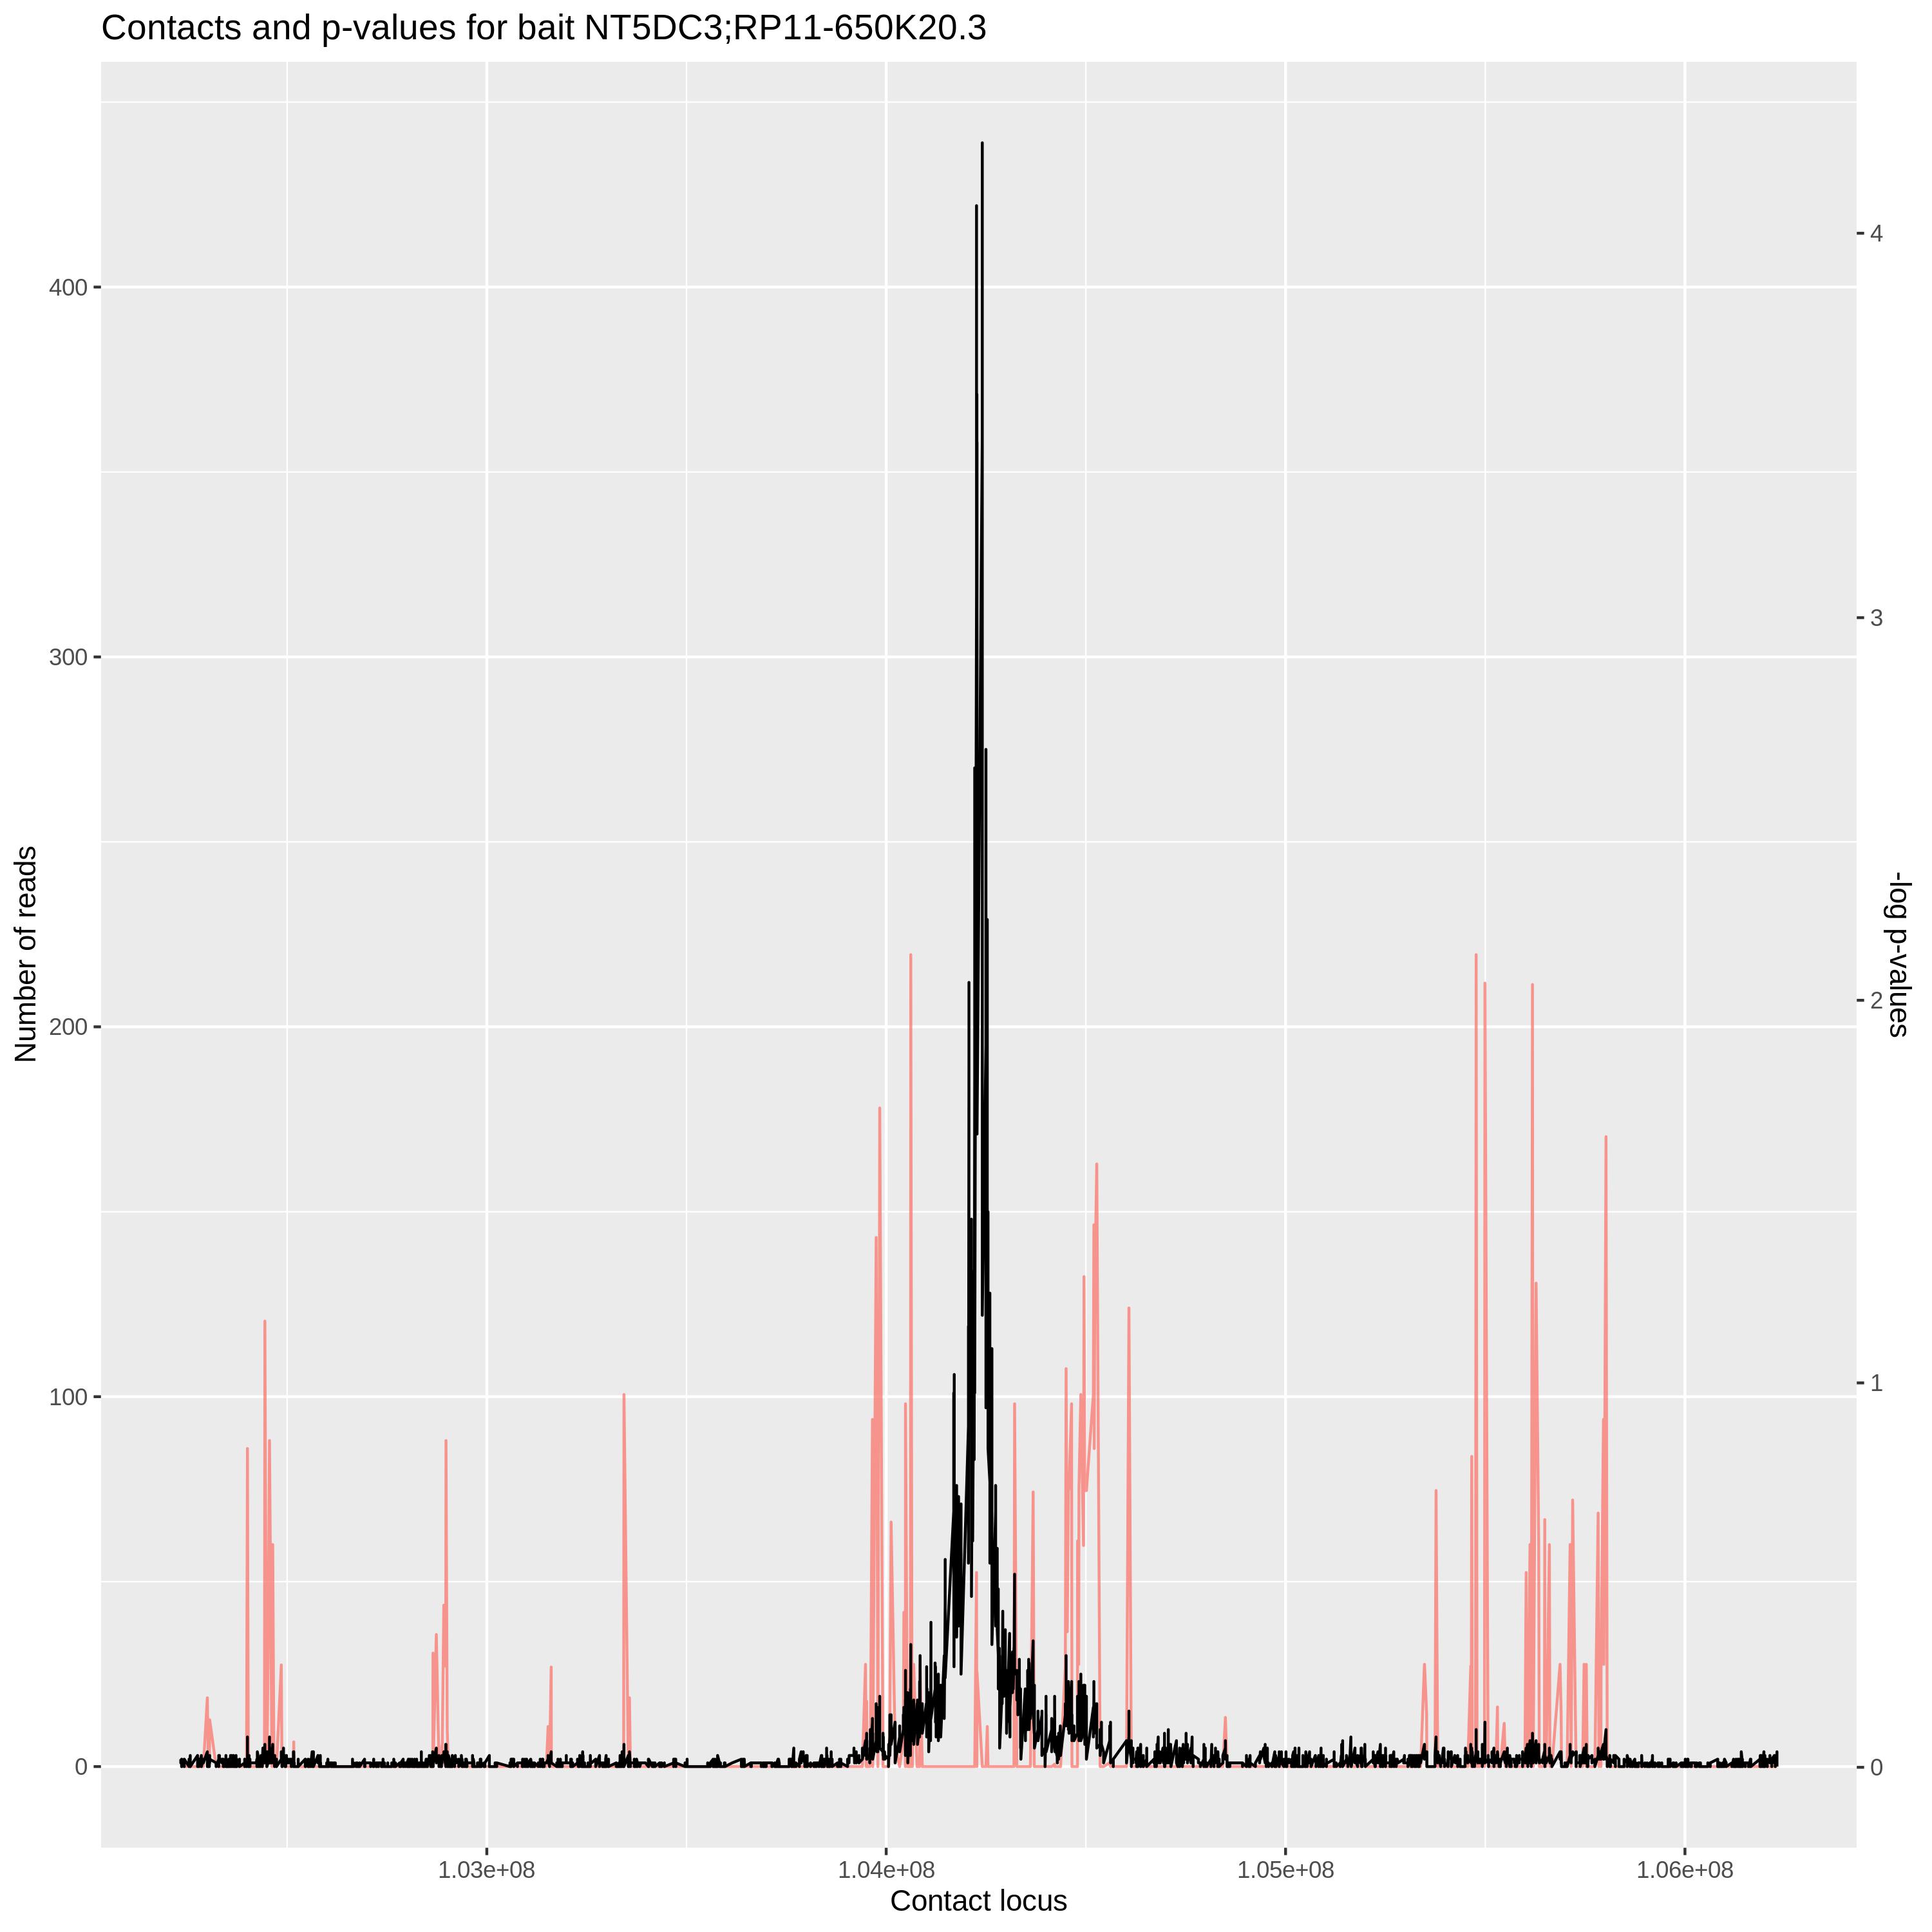 Contacts and p-values for bait NT5DC3;RP11-650K20.3
400
300
200
100
0
4
3
2
1
0
Number of reads
-log p-values
1.03e+08
1.04e+08
1.05e+08
1.06e+08
Contact locus